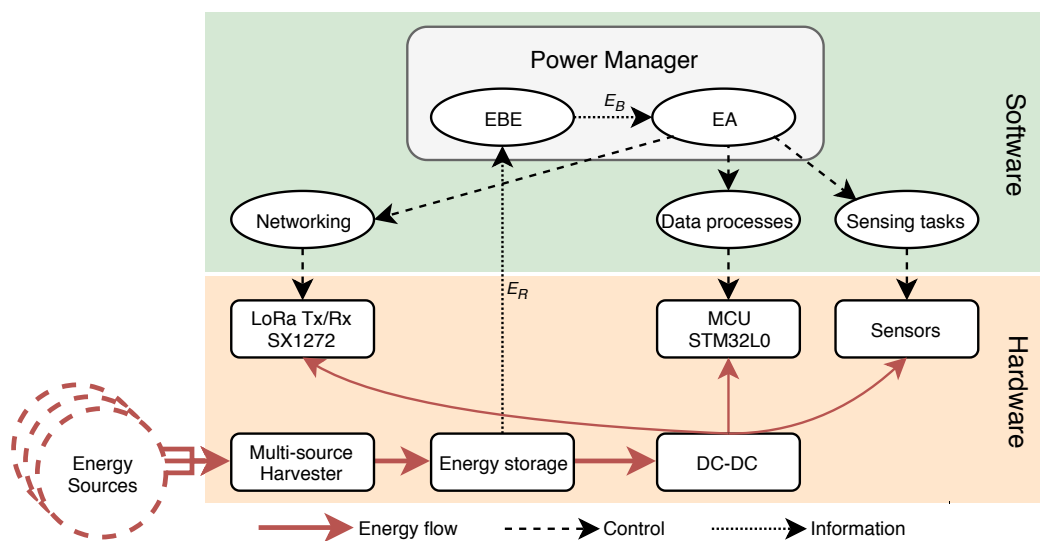 Power Manager
EBE
E_B
EA
Software
Networking
Data processes
Sensing tasks
E_R
LoRa Tx/Rx
SX1272
MCU
STM32L0
Sensors
Hardware
Energy
Sources
Multi-source
Harvester
Energy storage
DC-DC
Energy flow
Control
Information